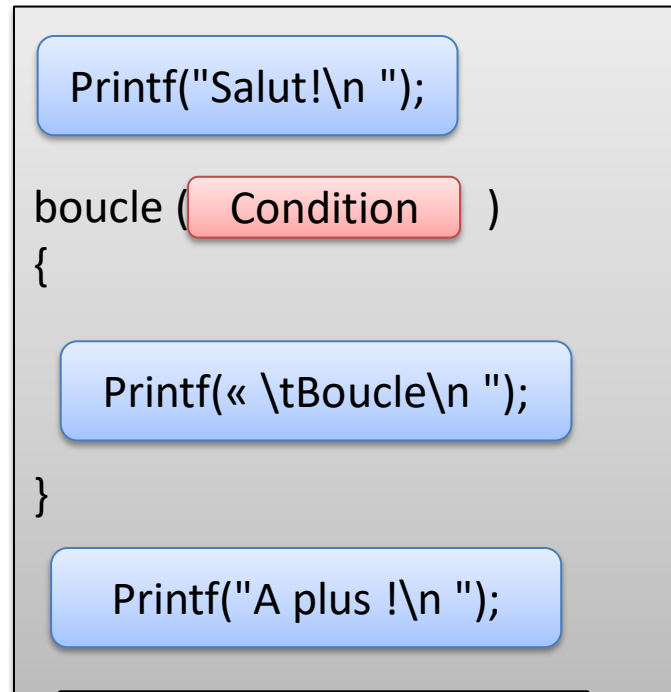 Printf("Salut!\n ");
boucle ( Condition )
{
Printf(« \tBoucle\n ");
}
Printf("A plus !\n ");